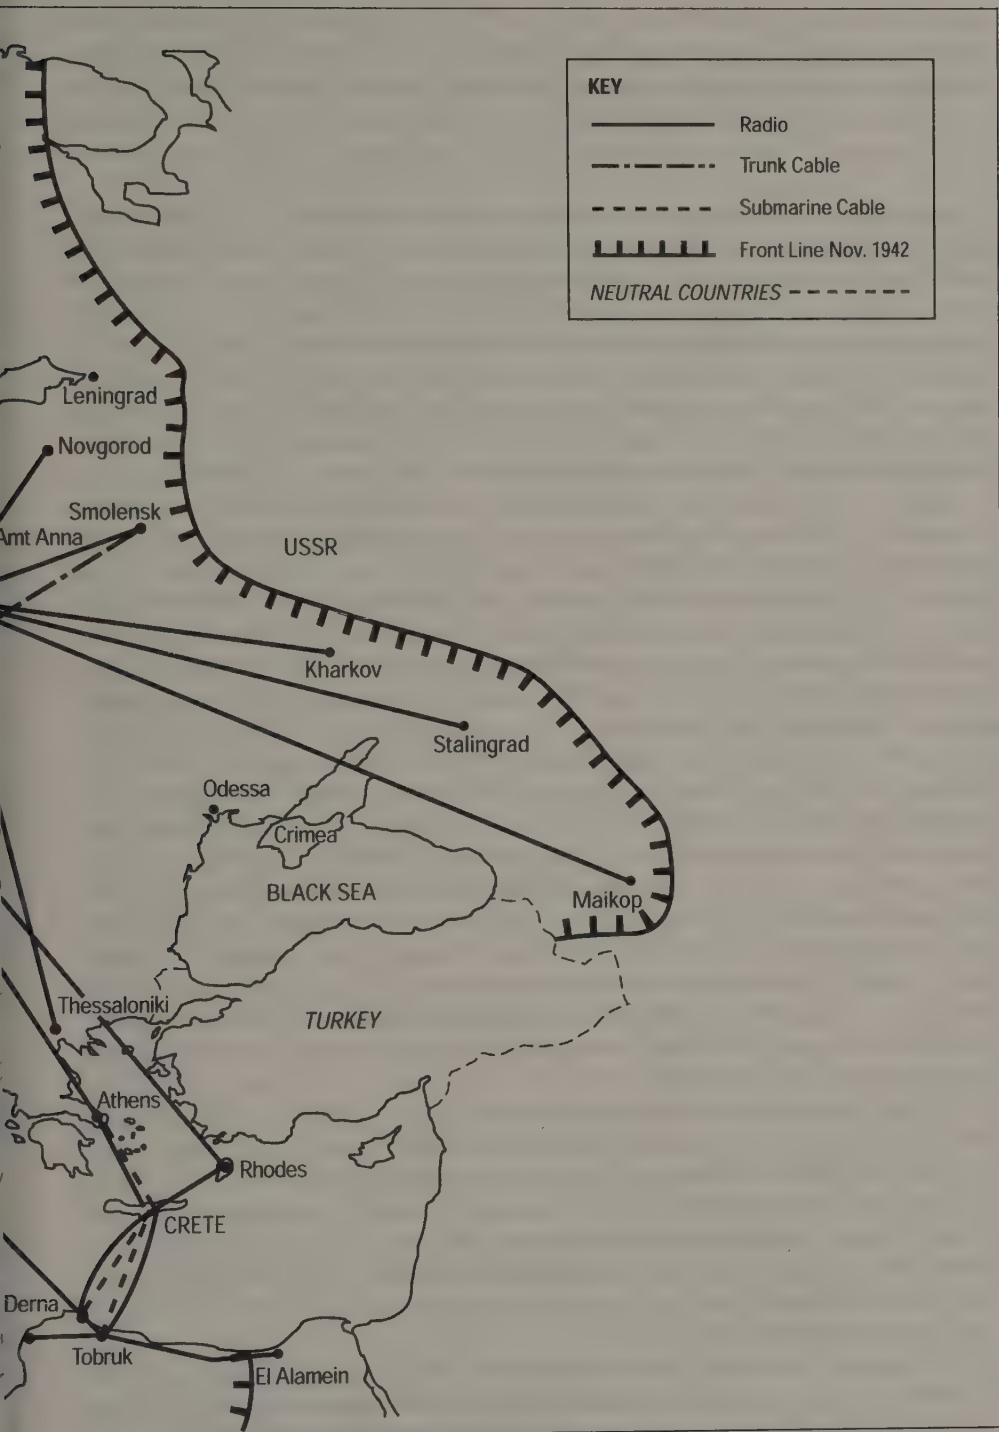 KEY
Radio
Trunk Cable
Submarine Cable
Front Line Nov. 1942
NEUTRAL COUNTRIES
Leningrad
Novgorod
Smolensk
Amt Anna
USSR
Kharkov
Stalingrad
Odessa
Crimea
BLACK SEA
Maikop
Thessaloniki
TURKEY
Athens
Rhodes
CRETE
Derna
Tobruk
El Alamein